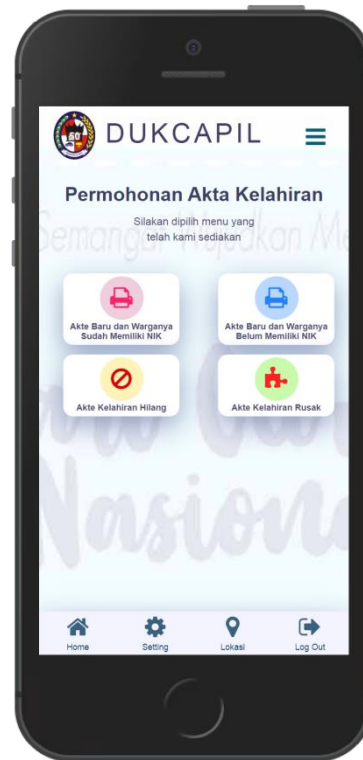 DUKCAPIL
Permohonan Akta Kelahiran
Silakan dipilih menu yang
telah kami sediakan
Akte Baru dan Warganya
Sudah Memiliki NIK
Akte Baru dan Warganya
Belum Memiliki NIK
Akte Kelahiran Hilang
Akte Kelahiran Rusak
Nasional
Home
Setting
Lokasi
Log Out